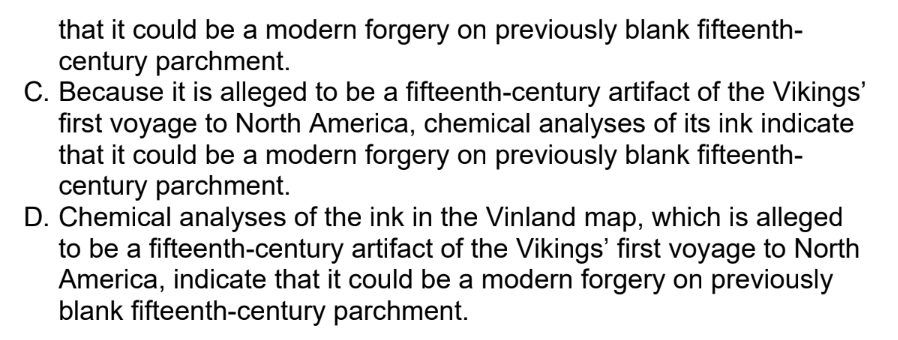 that it could be a modern forgery on previously blank fifteenth-
century parchment.
C. Because it is alleged to be a fifteenth-century artifact of the Vikings’
first voyage to North America, chemical analyses of its ink indicate
that it could be a modern forgery on previously blank fifteenth-
century parchment.
D. Chemical analyses of the ink in the Vinland map, which is alleged
to be a fifteenth-century artifact of the Vikings’ first voyage to North
America, indicate that it could be a modern forgery on previously
blank fifteenth-century parchment.